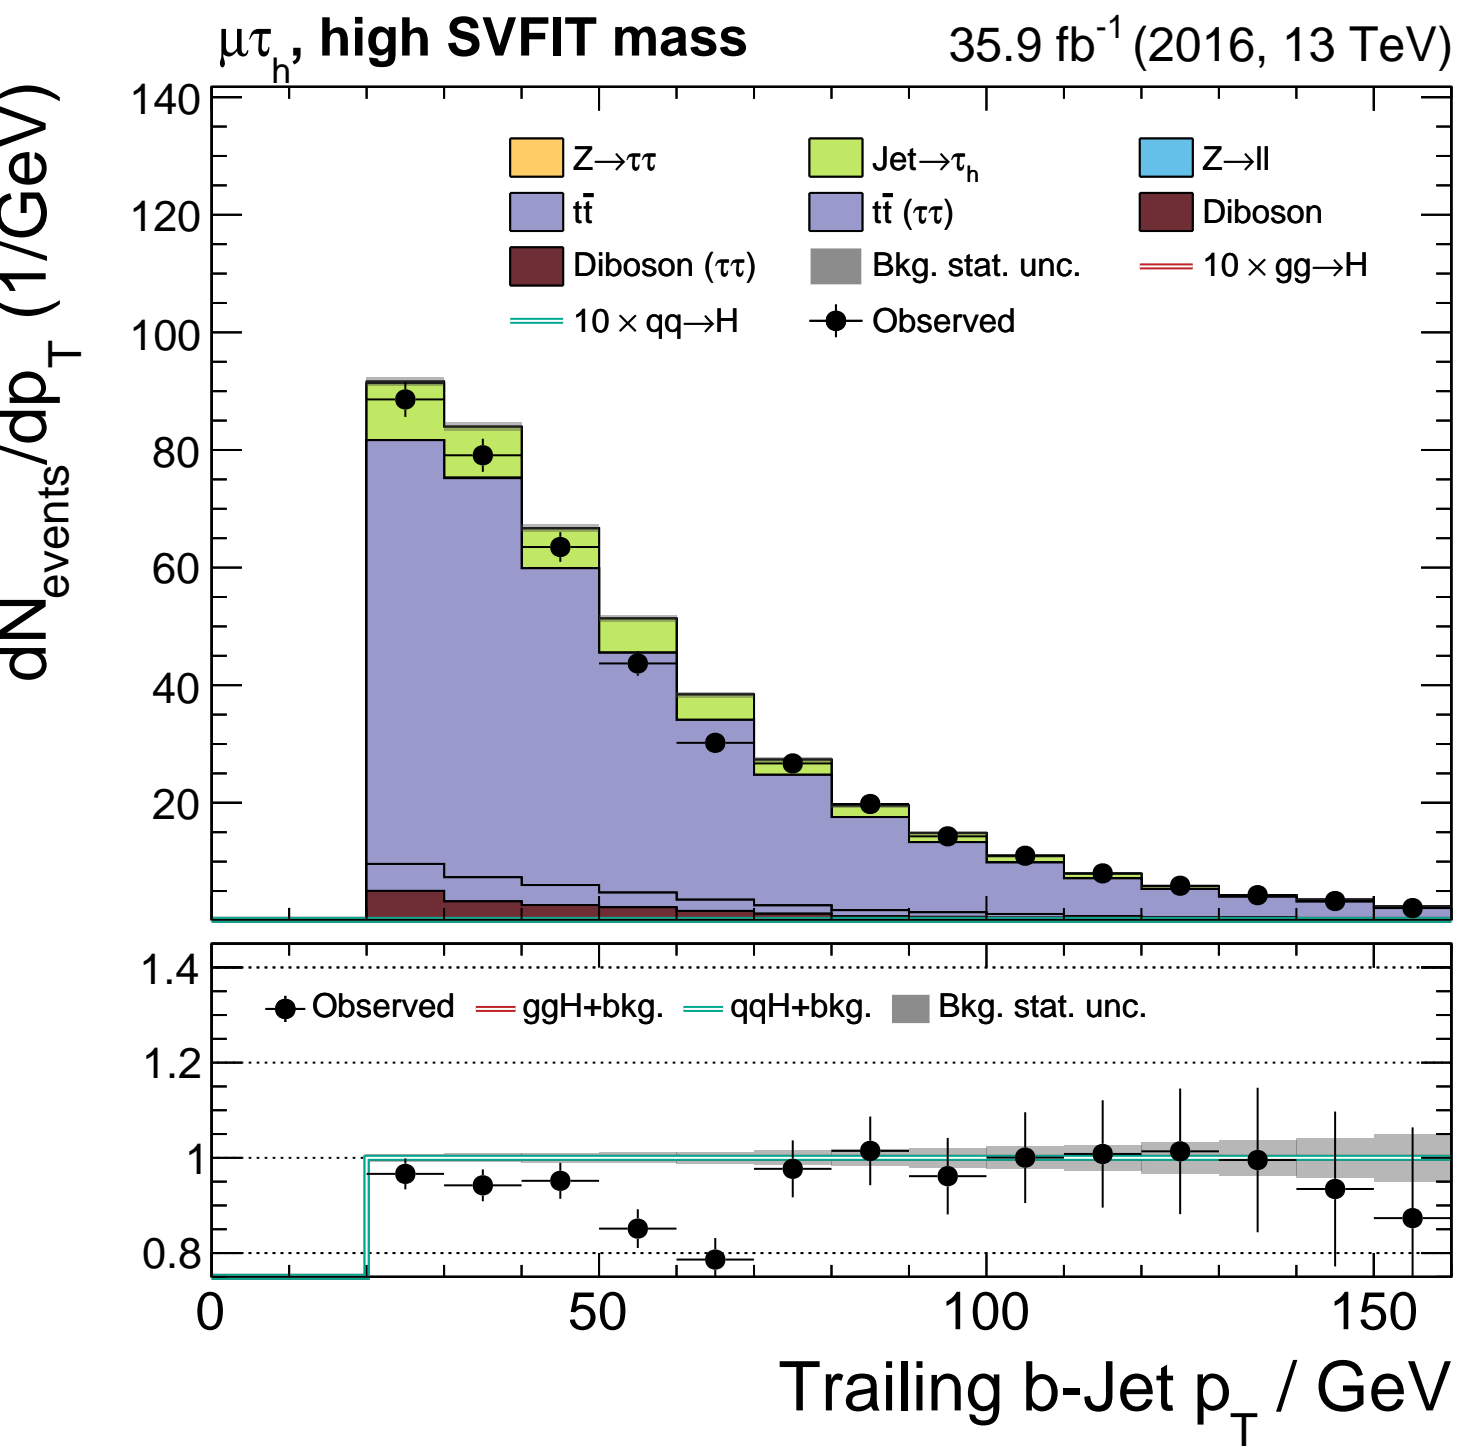 μτh, high SVFIT mass 35.9 fb-1 (2016, 13 TeV)
dNevents/dpT (1/GeV)
140
120
100
80
60
40
20
Z→ττ Jet→τh Z→ll
tt̄ tt̄ (ττ) Diboson
Diboson (ττ) Bkg. stat. unc. 10 × gg→H
10 × qq→H Observed
1.4
1.2
1
0.8
Observed ggH+bkg. qqH+bkg. Bkg. stat. unc.
0 50 100 150
Trailing b-Jet pT / GeV